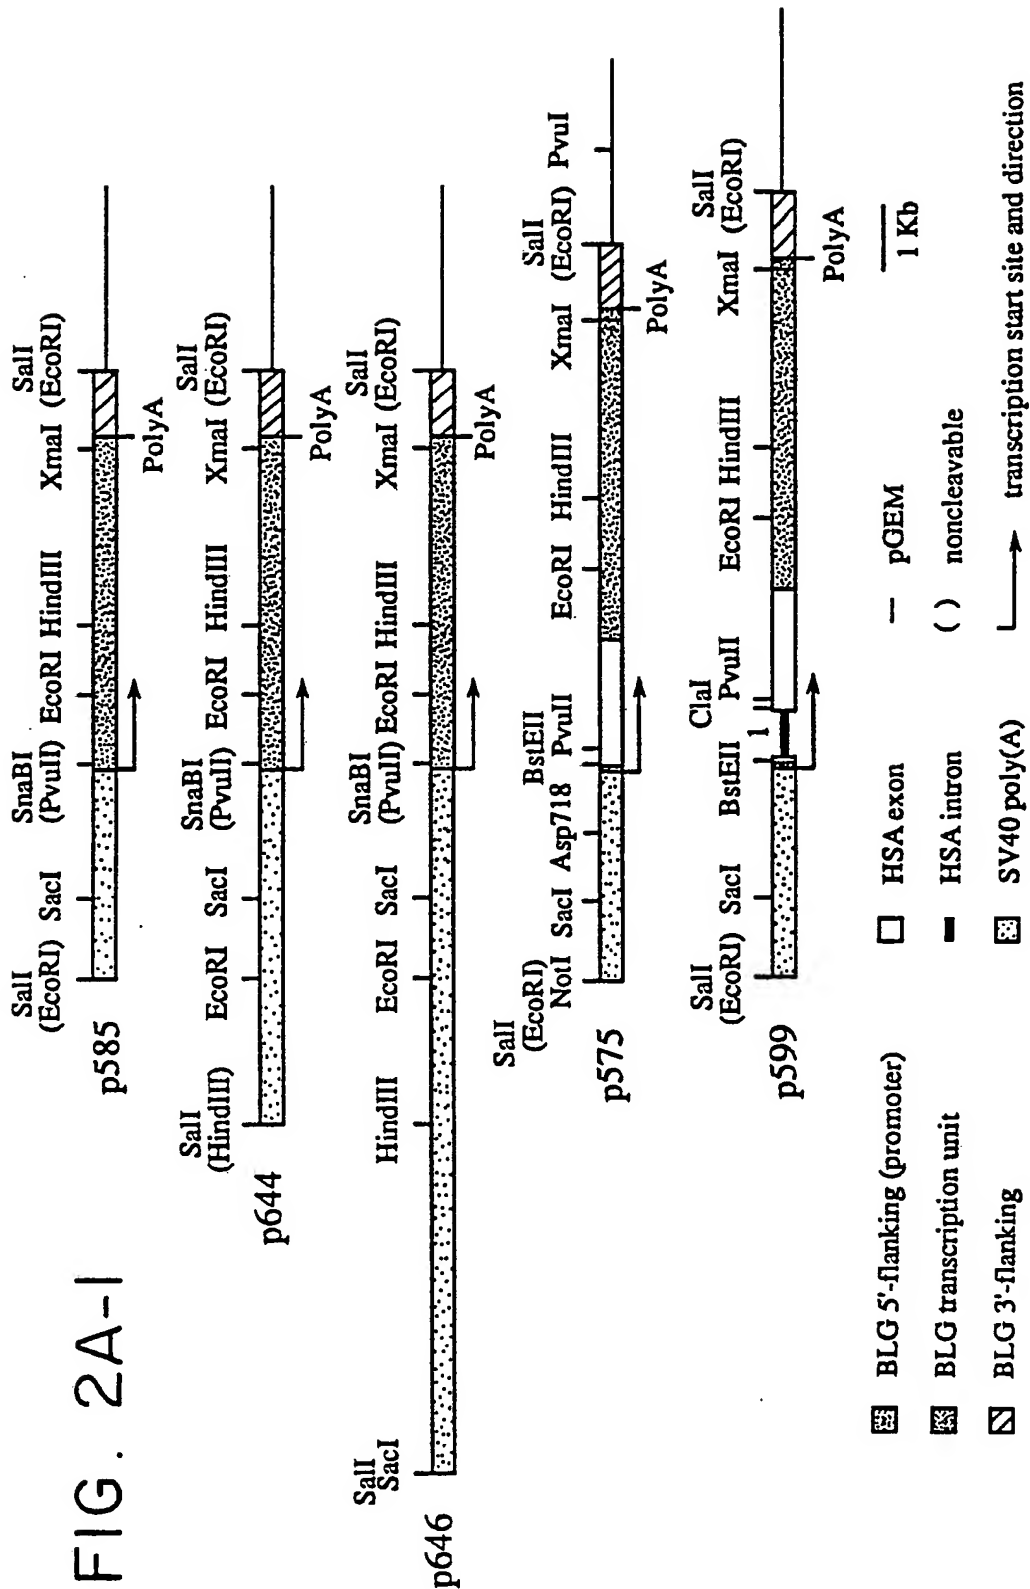 FIG. 2A-1
SalI
(EcoRI) SacI SnaBI
(PvuII) EcoRI HindIII XmaI SalI
(EcoRI)
p585
PolyA
SalI
(HindIII) EcoRI SacI SnaBI
(PvuII) EcoRI HindIII XmaI SalI
(EcoRI)
p644
PolyA
SalI
SacI HindIII EcoRI SacI SnaBI
(PvuII) EcoRI HindIII XmaI SalI
(EcoRI)
p646
PolyA
SalI
(EcoRI)
NotI SacI Asp718 BstEII
PvuII EcoRI HindIII XmaI SalI
(EcoRI) PvuI
p575
PolyA
SalI
(EcoRI) SacI BstEII 1 ClaI
PvuII EcoRI HindIII XmaI SalI
(EcoRI)
p599
PolyA
BLG 5'-flanking (promoter) HSA exon pGEM 1 Kb
BLG transcription unit HSA intron ( ) noncleavable
BLG 3'-flanking SV40 poly(A) transcription start site and direction